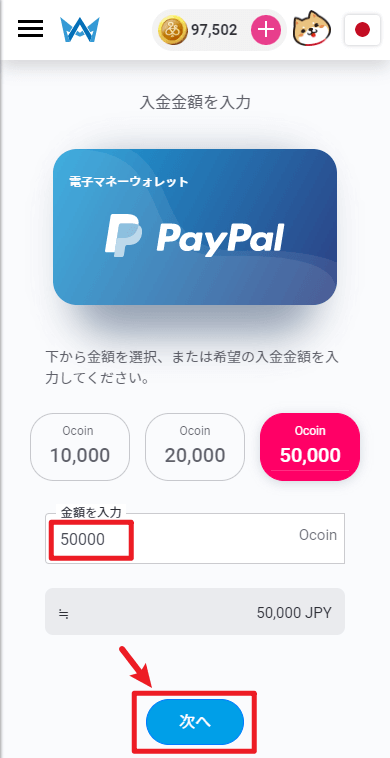 97,502
入金金額を入力
電子マネーウォレット
PayPal
下から金額を選択、または希望の入金金額を入
力してください。
Ocoin
10,000
Ocoin
20,000
Ocoin
50,000
金額を入力
50000
Ocoin
≒
50,000 JPY
次へ